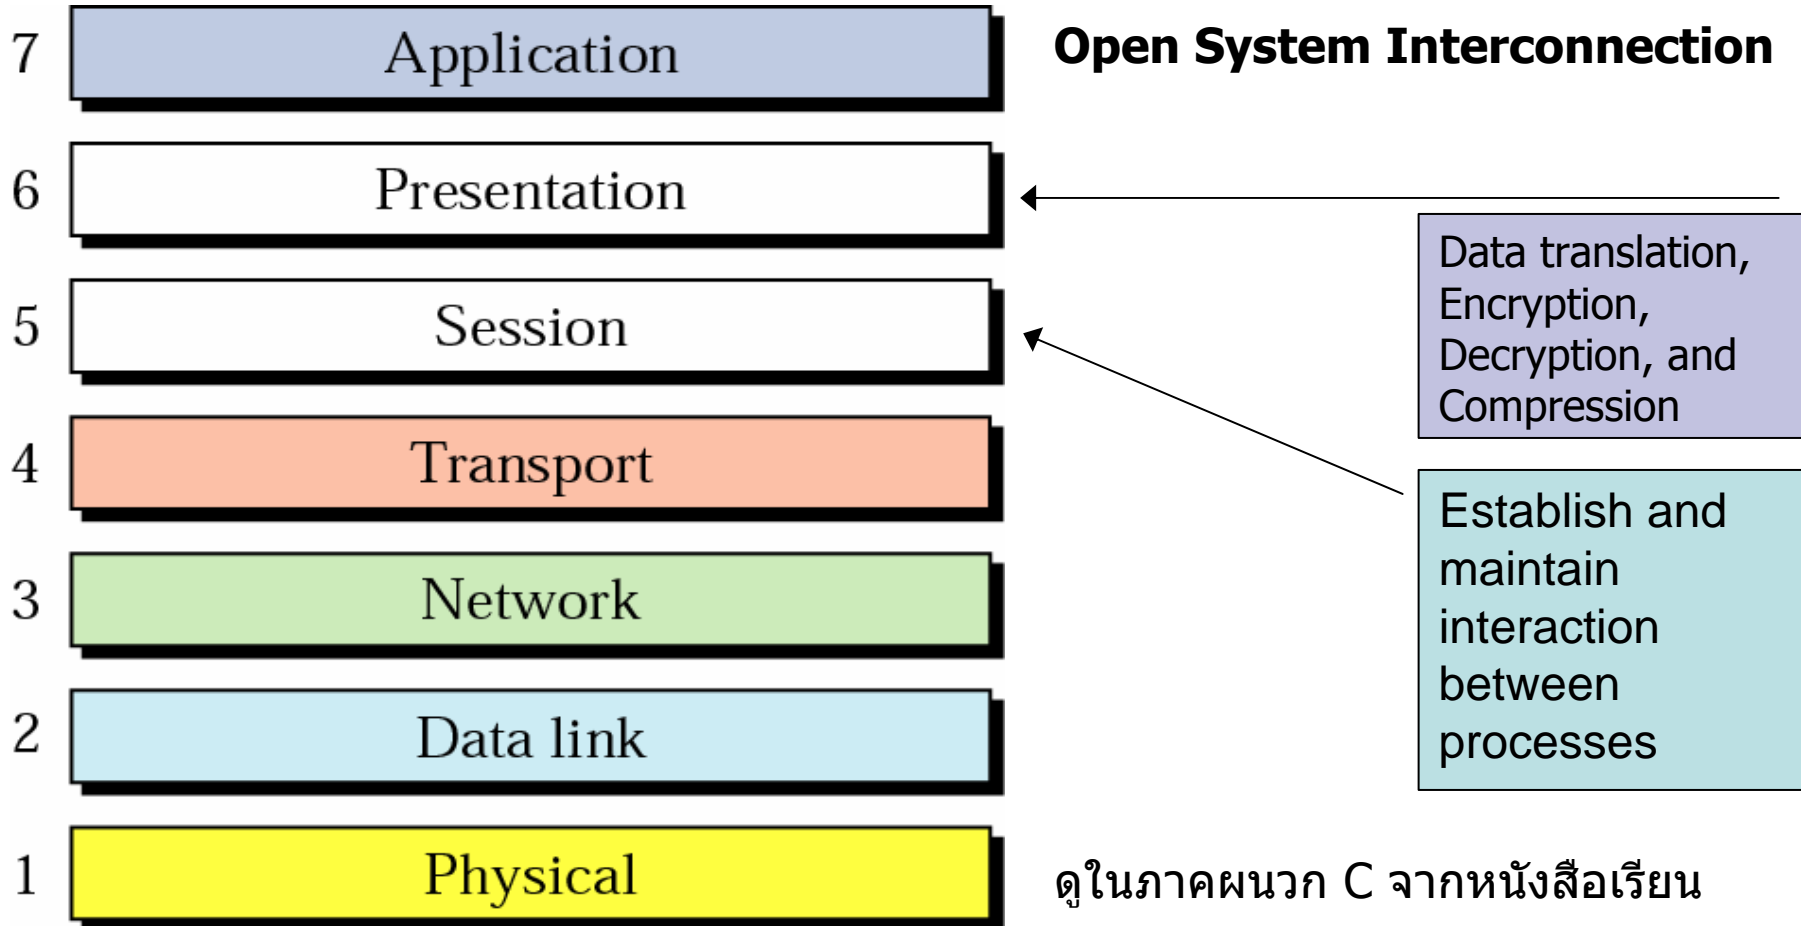 7 Application
Open System Interconnection
6 Presentation
5 Session
Data translation,
Encryption,
Decryption, and
Compression
4 Transport
Establish and
maintain
interaction
between
processes
3 Network
2 Data link
1 Physical
ดูในภาคผนวก C จากหนังสือเรียน